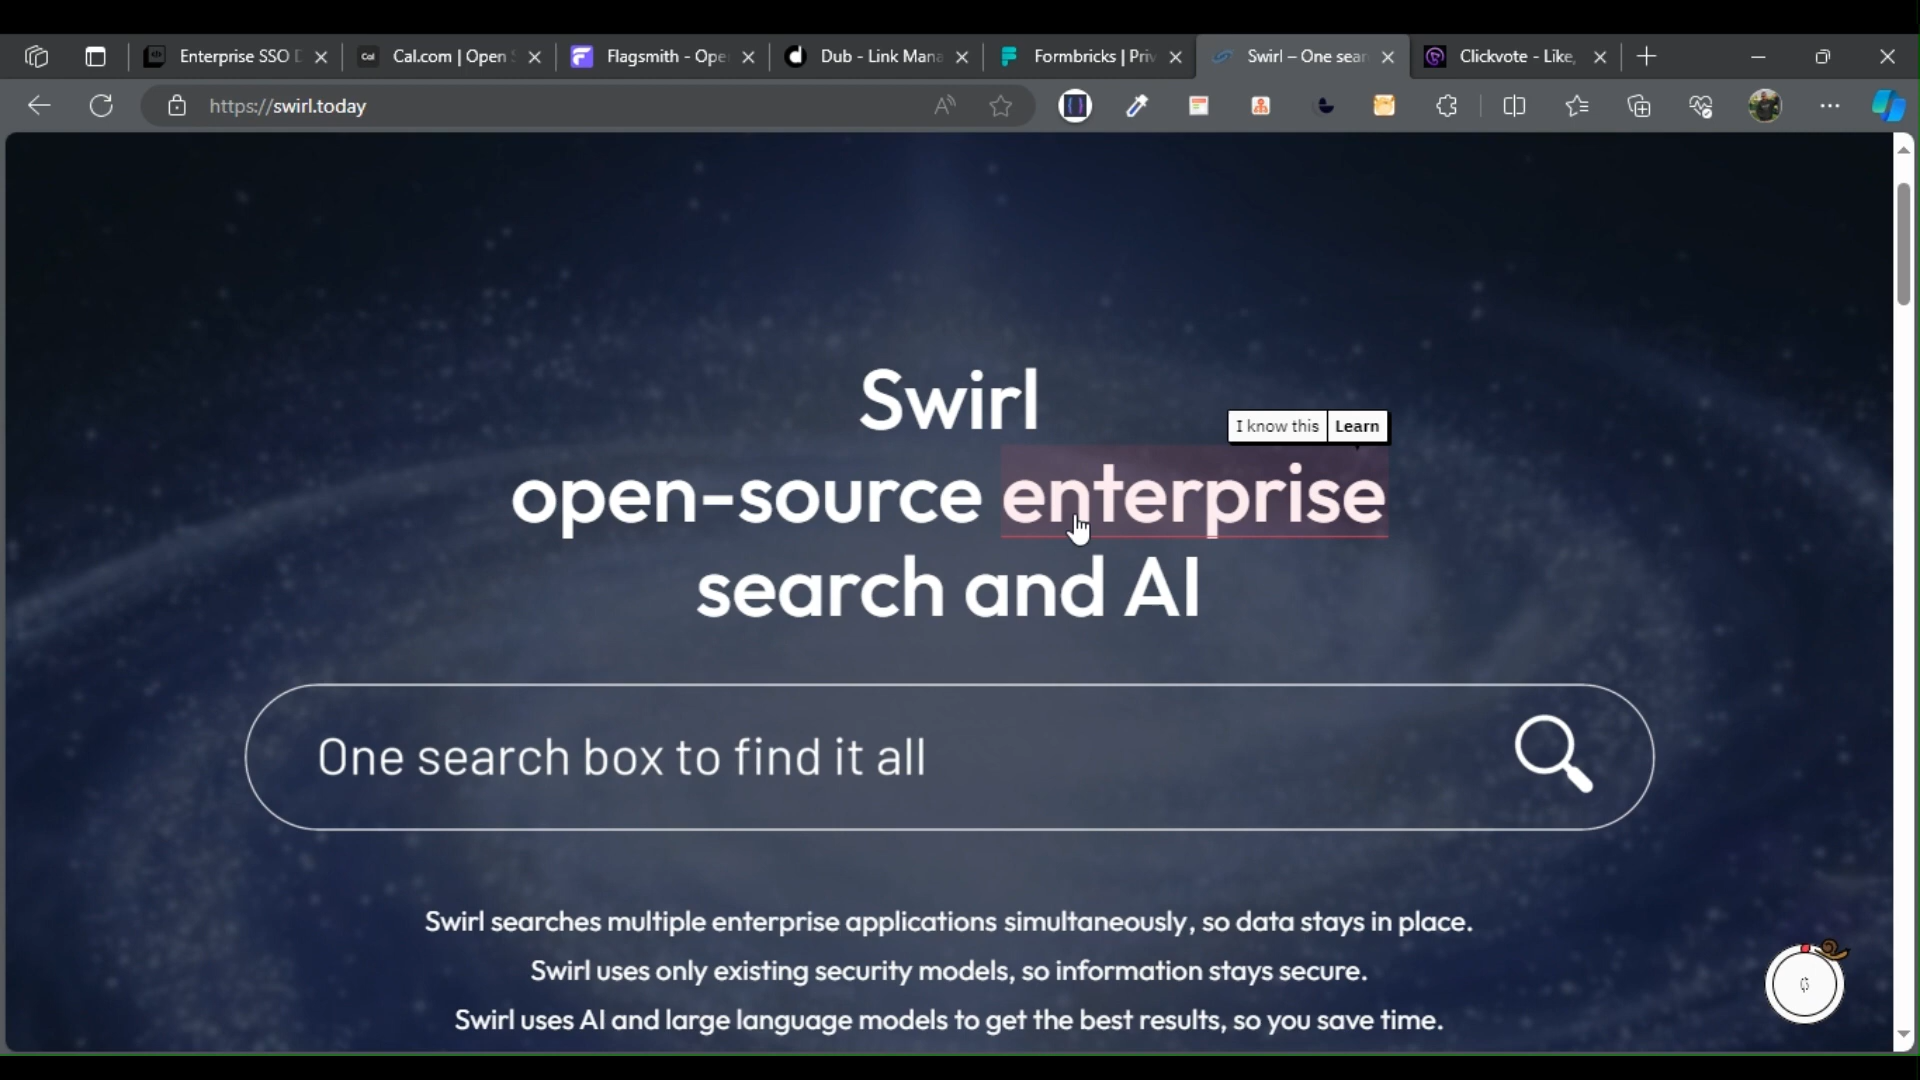 Enterprise SSO
Cal.com | Open
Flagsmith - Ope
Dub - Link Mana
Formbricks | Priv
Swirl – One sear
Clickvote - Like,
https://swirl.today
Swirl
I know this
Learn
open-source enterprise
search and AI
One search box to find it all
Swirl searches multiple enterprise applications simultaneously, so data stays in place.
Swirl uses only existing security models, so information stays secure.
Swirl uses AI and large language models to get the best results, so you save time.